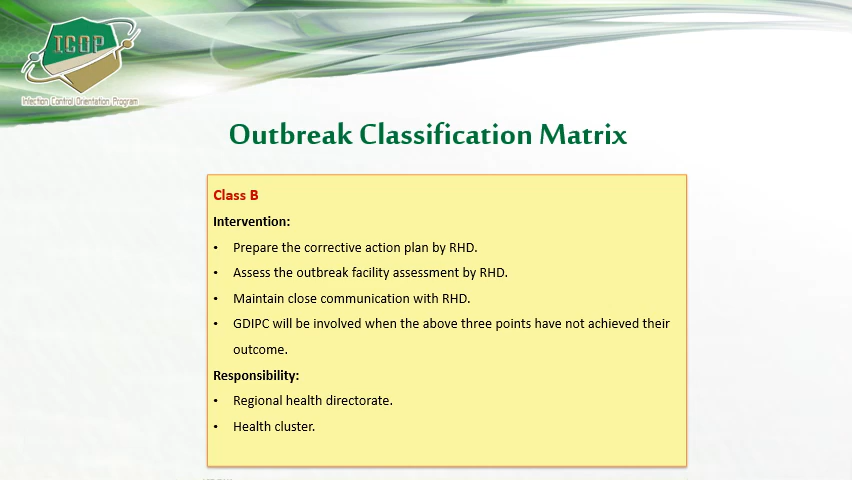 ICOP
Infection Control Orientation Program
Outbreak Classification Matrix
Class B
Intervention:
• Prepare the corrective action plan by RHD.
• Assess the outbreak facility assessment by RHD.
• Maintain close communication with RHD.
• GDIPC will be involved when the above three points have not achieved their
outcome.
Responsibility:
• Regional health directorate.
• Health cluster.